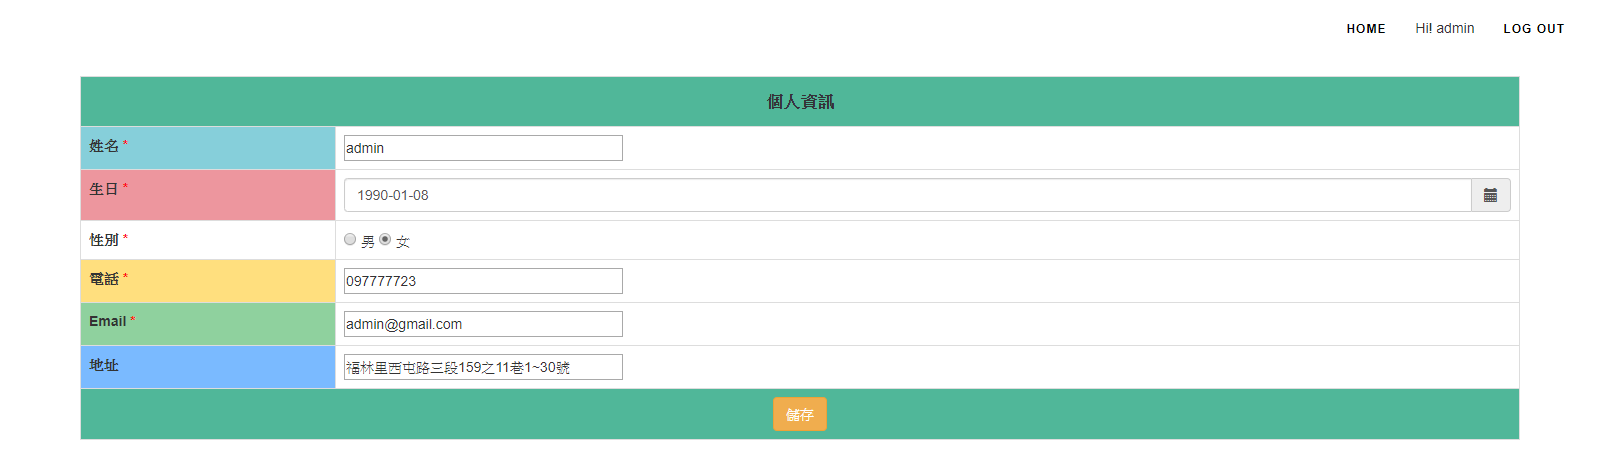 HOME Hi! admin LOG OUT
個人資訊
姓名 * admin
生日 * 1990-01-08
性別 * 男 女
電話 * 097777723
Email * admin@gmail.com
地址 福林里西屯路三段159之11巷1~30號
儲存